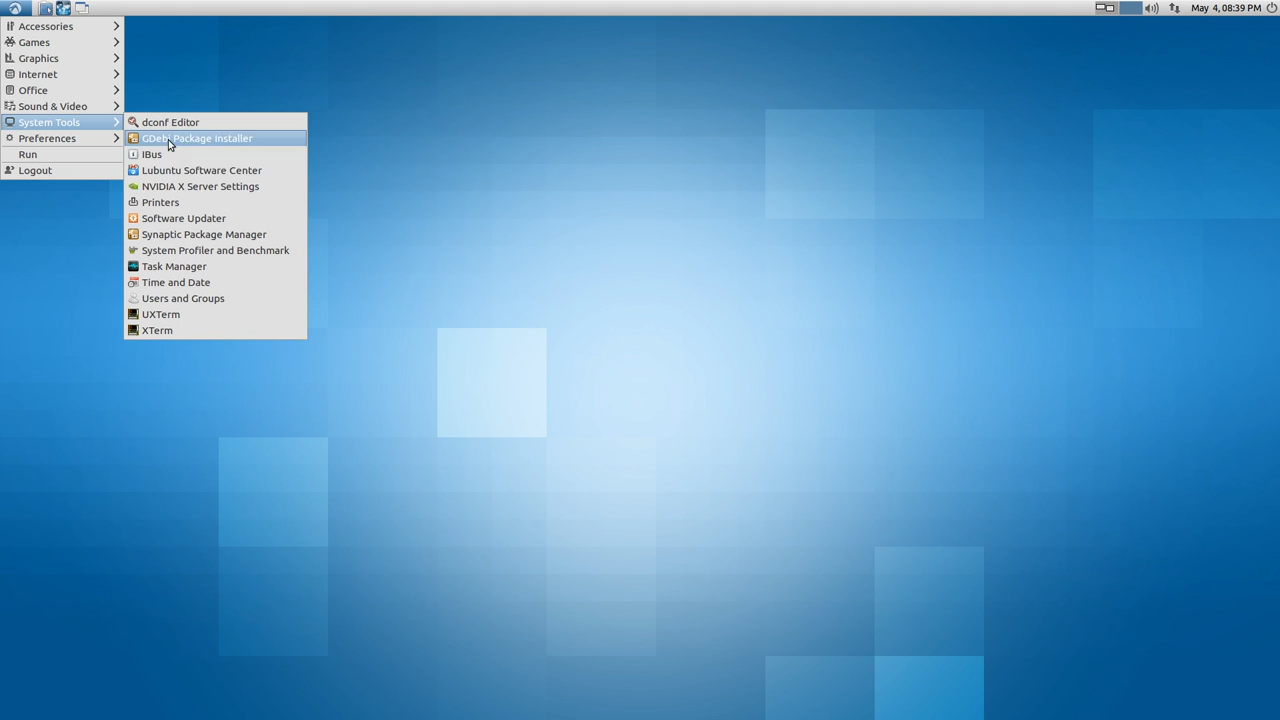 May 4, 08:39 PM
Accessories
Games
Graphics
Internet
Office
Sound & Video
System Tools
Preferences
Run
Logout
dconf Editor
GDebi Package Installer
IBus
Lubuntu Software Center
NVIDIA X Server Settings
Printers
Software Updater
Synaptic Package Manager
System Profiler and Benchmark
Task Manager
Time and Date
Users and Groups
UXTerm
XTerm